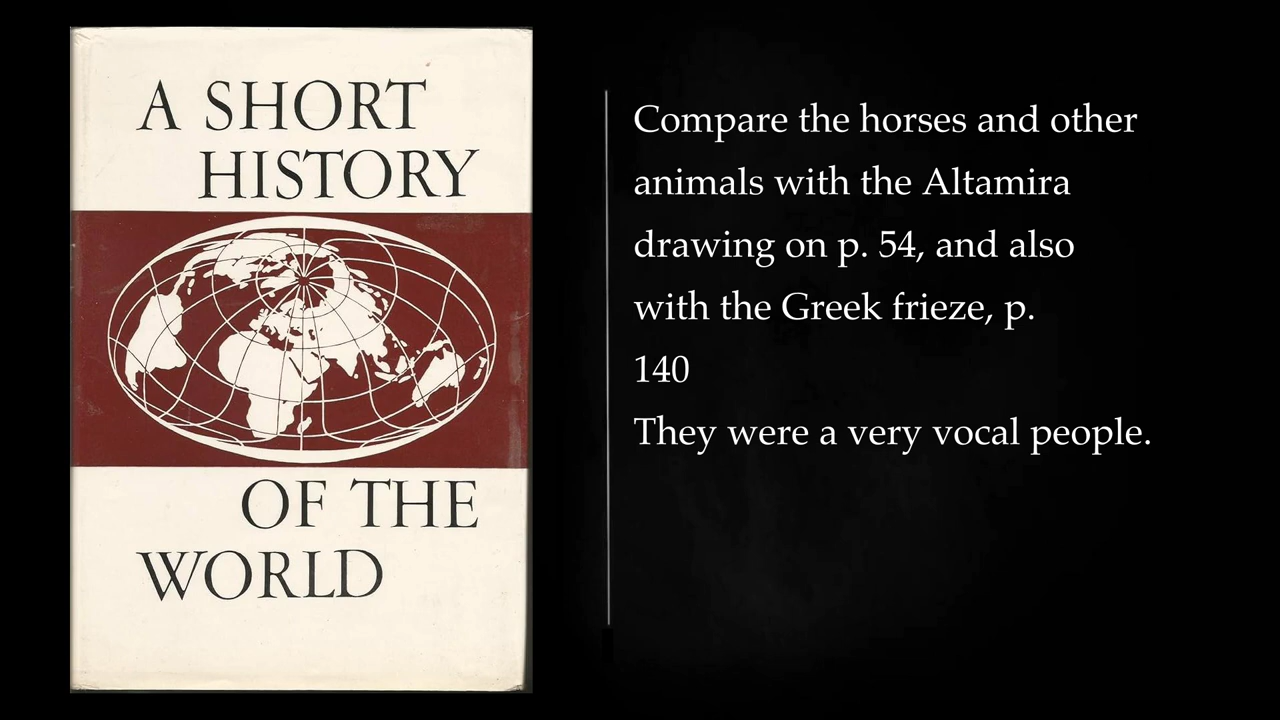 A SHORT
HISTORY
OF THE
WORLD
Compare the horses and other
animals with the Altamira
drawing on p. 54, and also
with the Greek frieze, p.
140
They were a very vocal people.